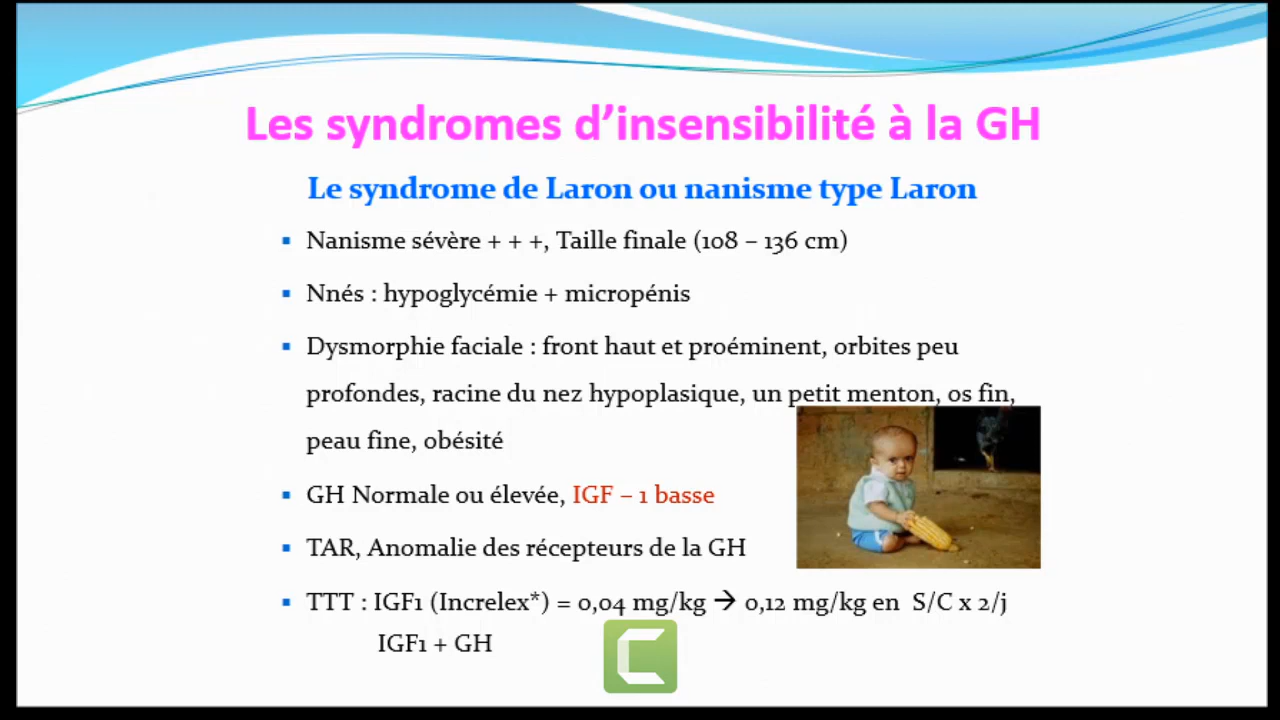 Les syndromes d’insensibilité à la GH
Le syndrome de Laron ou nanisme type Laron
▪ Nanisme sévère + + +, Taille finale (108 – 136 cm)
▪ Nnés : hypoglycémie + micropénis
▪ Dysmorphie faciale : front haut et proéminent, orbites peu
profondes, racine du nez hypoplasique, un petit menton, os fin,
peau fine, obésité
▪ GH Normale ou élevée, IGF – 1 basse
▪ TAR, Anomalie des récepteurs de la GH
▪ TTT : IGF1 (Increlex*) = 0,04 mg/kg → 0,12 mg/kg en S/C x 2/j
IGF1 + GH